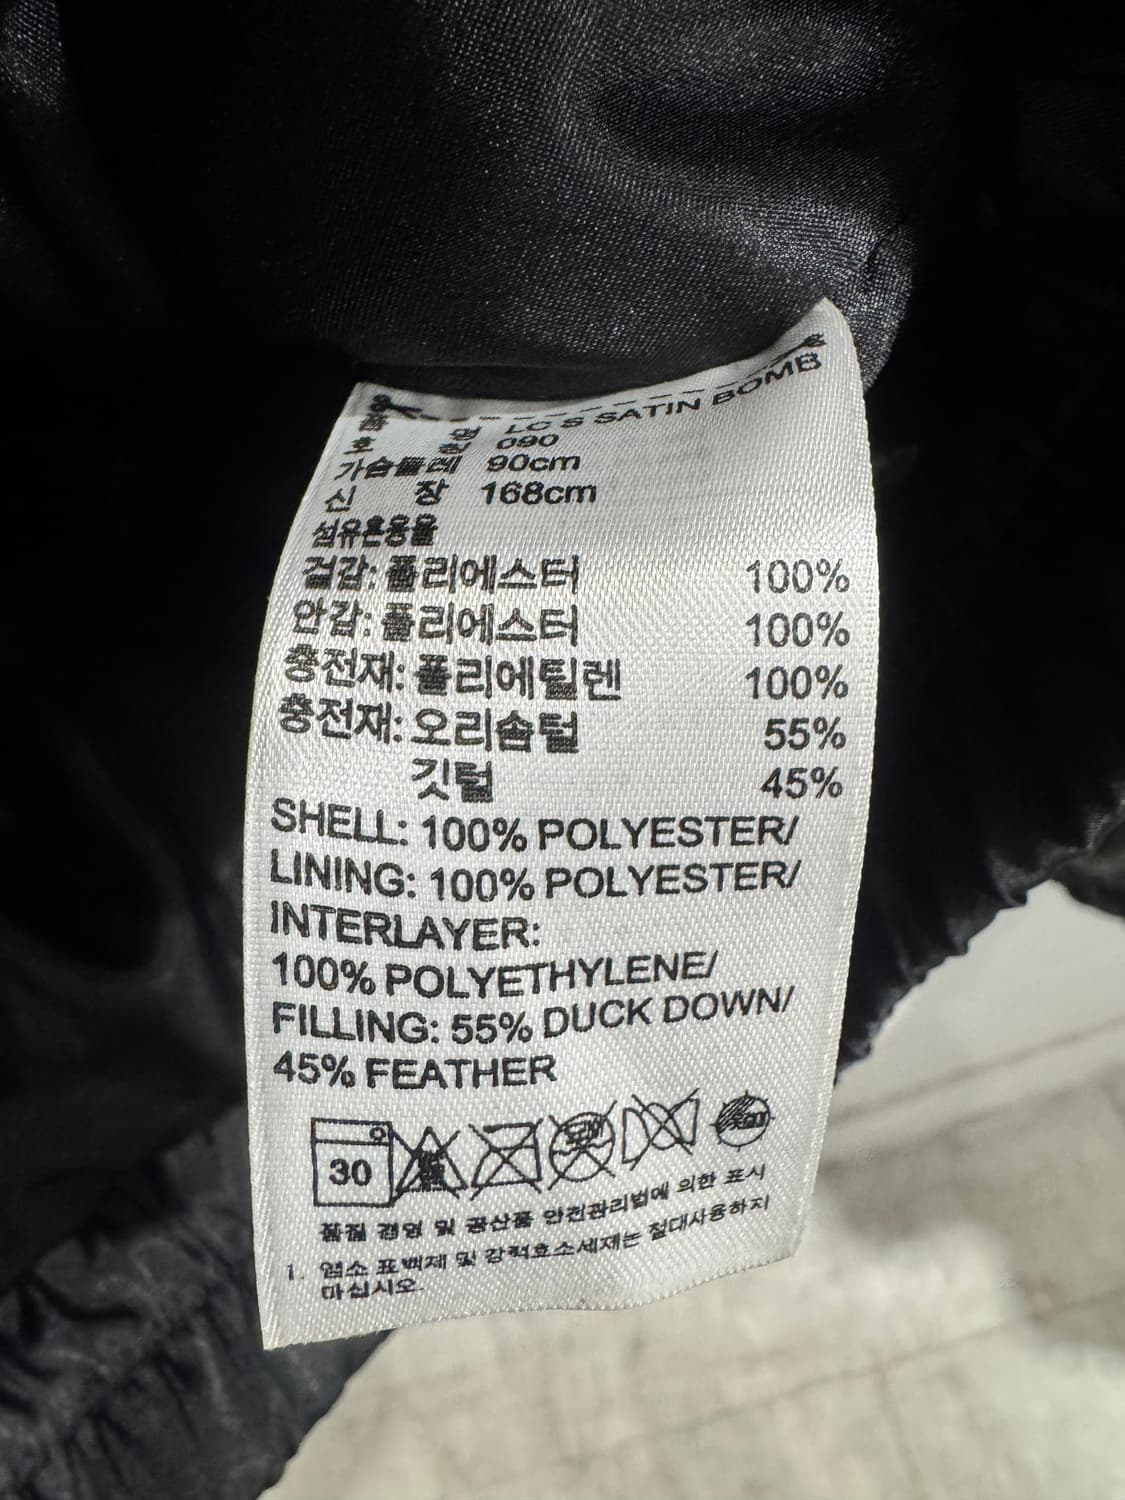 품 명 LC S SATIN BOMB
호 칭 090
가슴둘레 90cm
신 장 168cm
섬유혼용율
겉감: 폴리에스터 100%
안감: 폴리에스터 100%
충전재: 폴리에틸렌 100%
충전재: 오리솜털 55%
깃털 45%
SHELL: 100% POLYESTER/
LINING: 100% POLYESTER/
INTERLAYER:
100% POLYETHYLENE/
FILLING: 55% DUCK DOWN/
45% FEATHER
30
품질 경영 및 공산품 안전관리법에 의한 표시
1. 염소 표백제 및 강력효소세제는 절대사용하지
마십시오.